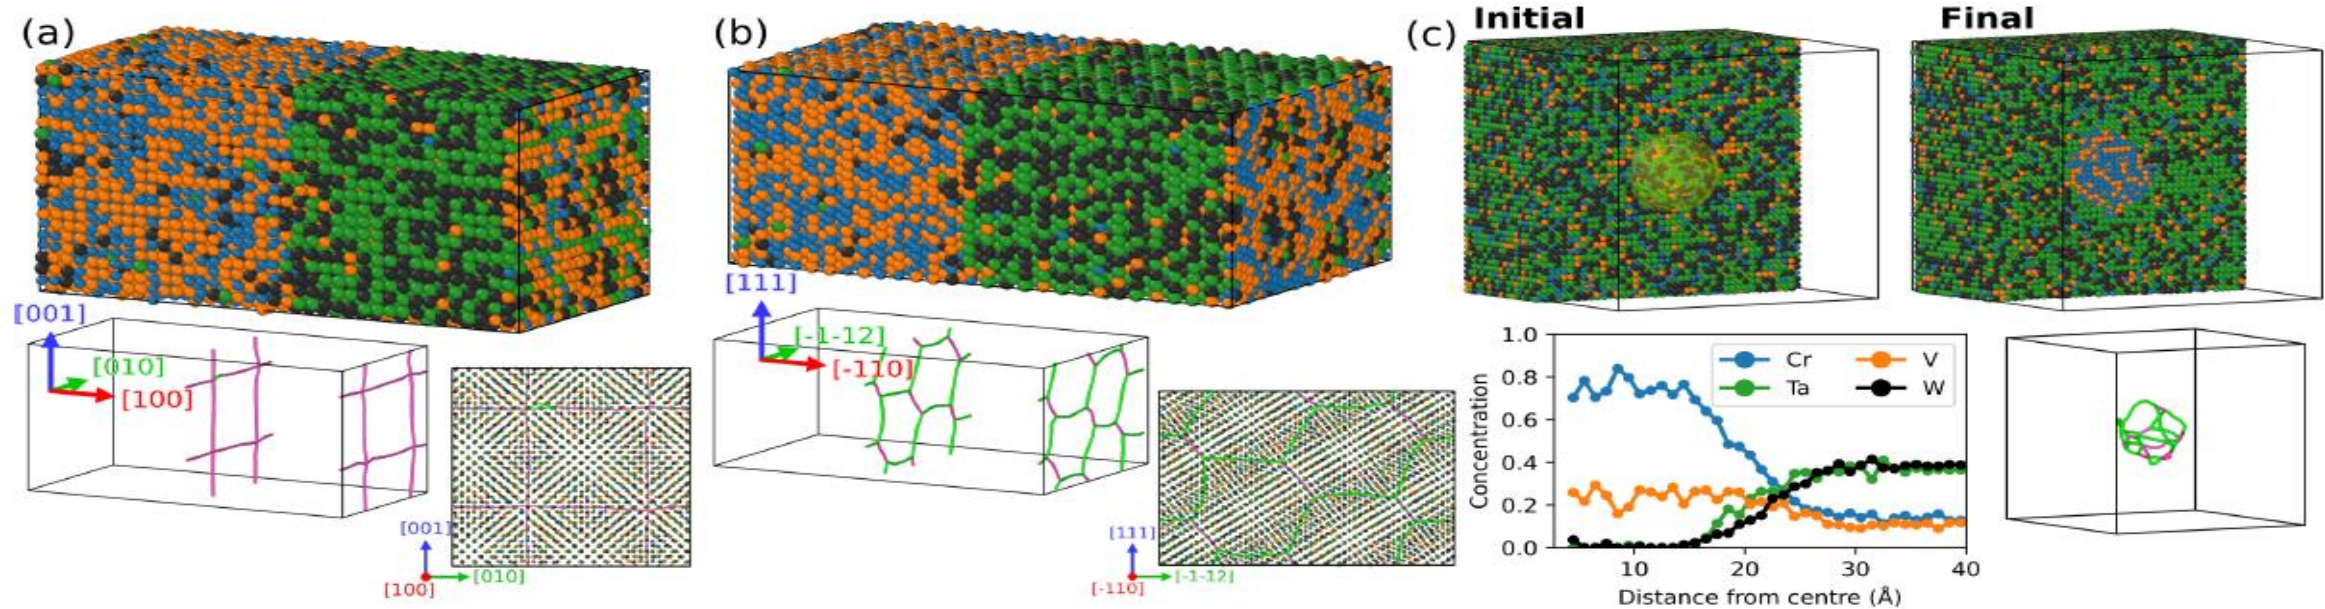 (a)
[001]
[010]
[100]
[001]
[010]
[100]
(b)
[111]
[-1-12]
[-110]
[111]
[-1-12]
[-110]
(c)
Initial
Final
1.0
0.8
0.6
0.4
0.2
0.0
Concentration
Cr
V
Ta
W
10
20
30
40
Distance from centre (Å)